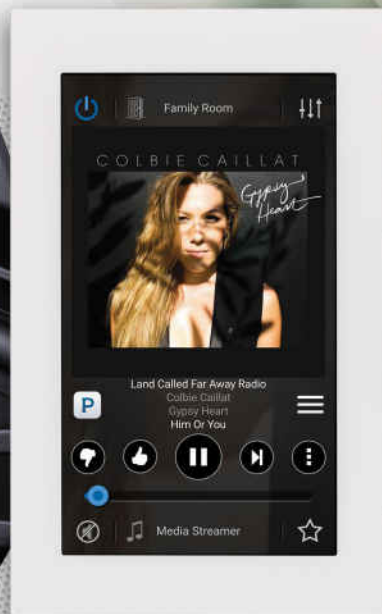 Family Room
COLBIE CAILLAT
Gypsy
Heart
Land Called Far Away Radio
Colbie Caillat
Gypsy Heart
Him Or You
P
Media Streamer